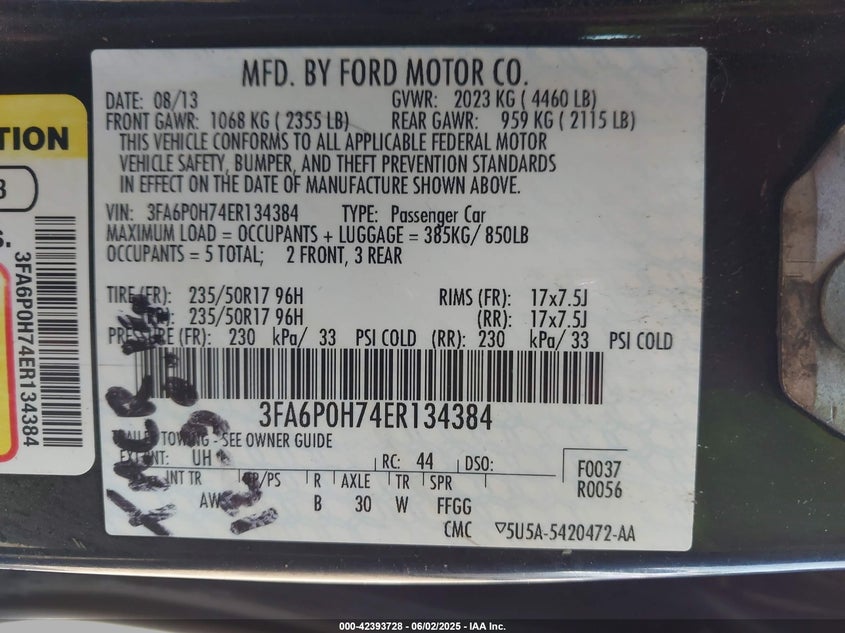 MFD. BY FORD MOTOR CO.
DATE: 08/13 GVWR: 2023 KG ( 4460 LB)
FRONT GAWR: 1068 KG ( 2355 LB) REAR GAWR: 959 KG ( 2115 LB)
THIS VEHICLE CONFORMS TO ALL APPLICABLE FEDERAL MOTOR
VEHICLE SAFETY, BUMPER, AND THEFT PREVENTION STANDARDS
IN EFFECT ON THE DATE OF MANUFACTURE SHOWN ABOVE.
VIN: 3FA6P0H74ER134384 TYPE: Passenger Car
MAXIMUM LOAD = OCCUPANTS + LUGGAGE = 385KG/ 850LB
OCCUPANTS = 5 TOTAL; 2 FRONT, 3 REAR
TIRE (FR): 235/50R17 96H RIMS (FR): 17x7.5J
235/50R17 96H (RR): 17x7.5J
PRESSURE (FR): 230 kPa/ 33 PSI COLD (RR): 230 kPa/ 33 PSI COLD
3FA6P0H74ER134384
TOWING - SEE OWNER GUIDE
UH RC: 44 DSO:
INT TR TP/PS R AXLE TR SPR
AW B 30 W FFGG
F0037
R0056
CMC ▽5U5A-5420472-AA
TION
3FA6P0H74ER134384
000-42393728 - 06/02/2025 - IAA Inc.